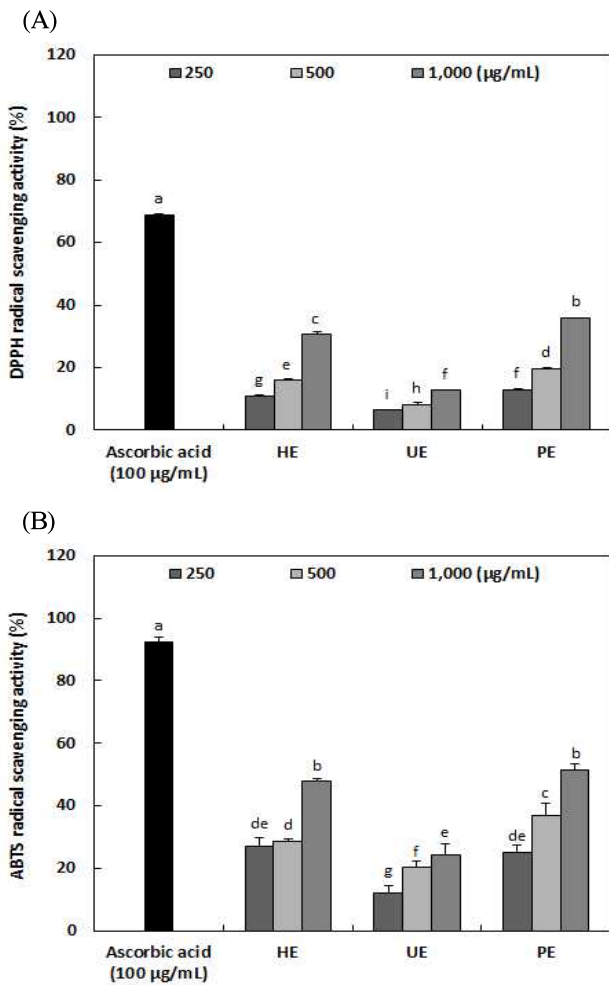 (A)
120
100
80
60
40
20
0
DPPH radical scavenging activity (%)
250 500 1,000 (µg/mL)
a
g e c
i h f
f d b
Ascorbic acid HE UE PE
(100 µg/mL)
(B)
120
100
80
60
40
20
0
ABTS radical scavenging activity (%)
250 500 1,000 (µg/mL)
a
de d b
g f e
de c b
Ascorbic acid HE UE PE
(100 µg/mL)